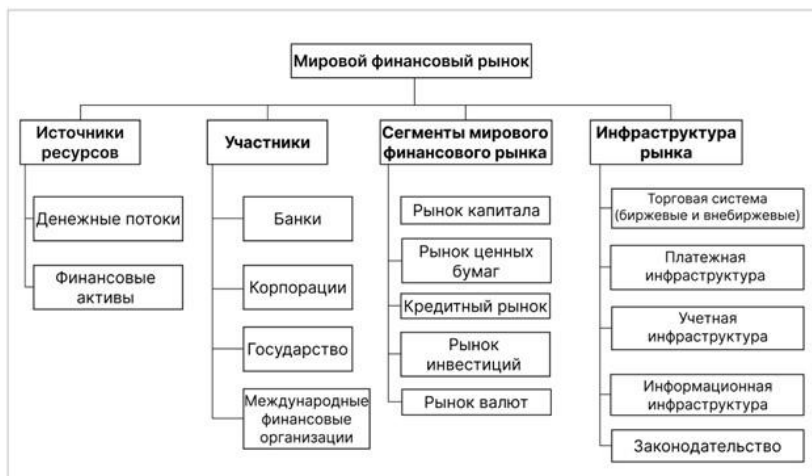 Мировой финансовый рынок
Источники
ресурсов
Денежные потоки
Финансовые
активы
Участники
Банки
Корпорации
Государство
Международные
финансовые
организации
Сегменты мирового
финансового рынка
Рынок капитала
Рынок ценных
бумаг
Кредитный рынок
Рынок
инвестиций
Рынок валют
Инфраструктура
рынка
Торговая система
(биржевые и внебиржевые)
Платежная
инфраструктура
Учетная
инфраструктура
Информационная
инфраструктура
Законодательство